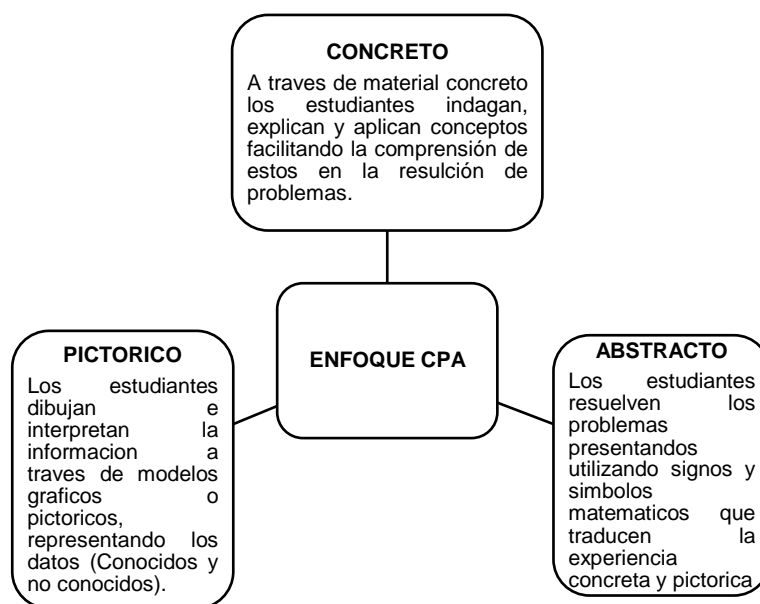 CONCRETO
A traves de material concreto
los estudiantes indagan,
explican y aplican conceptos
facilitando la comprensión de
estos en la resulción de
problemas.
ENFOQUE CPA
PICTORICO
Los estudiantes
dibujan e
interpretan la
informacion a
traves de modelos
graficos o
pictoricos,
representando los
datos (Conocidos y
no conocidos).
ABSTRACTO
Los estudiantes
resuelven los
problemas
presentandos
utilizando signos y
simbolos
matematicos que
traducen la
experiencia
concreta y pictorica